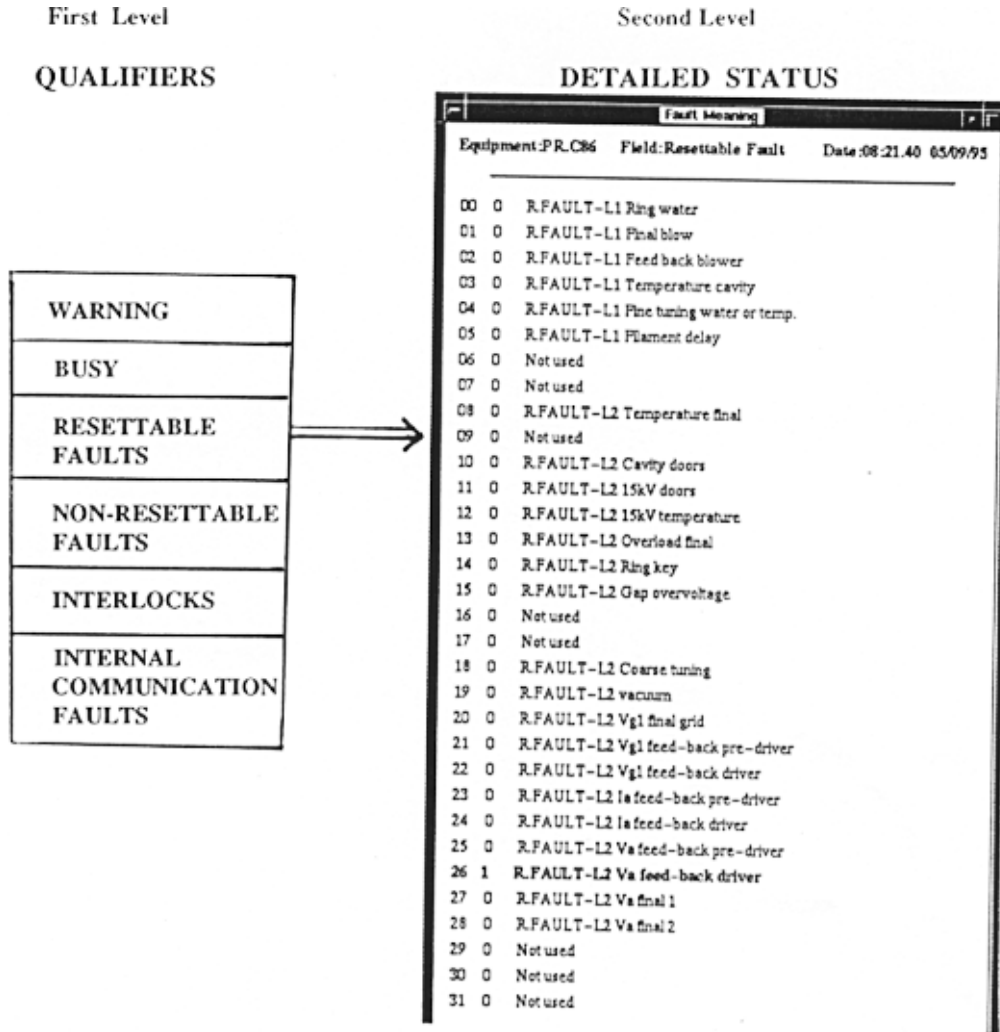 First Level
QUALIFIERS
WARNING
BUSY
RESETTABLE
FAULTS
NON-RESETTABLE
FAULTS
INTERLOCKS
INTERNAL
COMMUNICATION
FAULTS
Second Level
DETAILED STATUS
Fault Meaning
Equipment:PR.C86 Field:Resettable Fault Date:08:21.40 05/09/95
00 0 R.FAULT-L1 Ring water
01 0 R.FAULT-L1 Final blow
02 0 R.FAULT-L1 Feed back blower
03 0 R.FAULT-L1 Temperature cavity
04 0 R.FAULT-L1 Fine tuning water or temp.
05 0 R.FAULT-L1 Filament delay
06 0 Not used
07 0 Not used
08 0 R.FAULT-L2 Temperature final
09 0 Not used
10 0 R.FAULT-L2 Cavity doors
11 0 R.FAULT-L2 15kV doors
12 0 R.FAULT-L2 15kV temperature
13 0 R.FAULT-L2 Overload final
14 0 R.FAULT-L2 Ring key
15 0 R.FAULT-L2 Gap overvoltage
16 0 Not used
17 0 Not used
18 0 R.FAULT-L2 Coarse tuning
19 0 R.FAULT-L2 vacuum
20 0 R.FAULT-L2 Vg1 final grid
21 0 R.FAULT-L2 Vg1 feed-back pre-driver
22 0 R.FAULT-L2 Vg1 feed-back driver
23 0 R.FAULT-L2 Ia feed-back pre-driver
24 0 R.FAULT-L2 Ia feed-back driver
25 0 R.FAULT-L2 Va feed-back pre-driver
26 1 R.FAULT-L2 Va feed-back driver
27 0 R.FAULT-L2 Va final 1
28 0 R.FAULT-L2 Va final 2
29 0 Not used
30 0 Not used
31 0 Not used